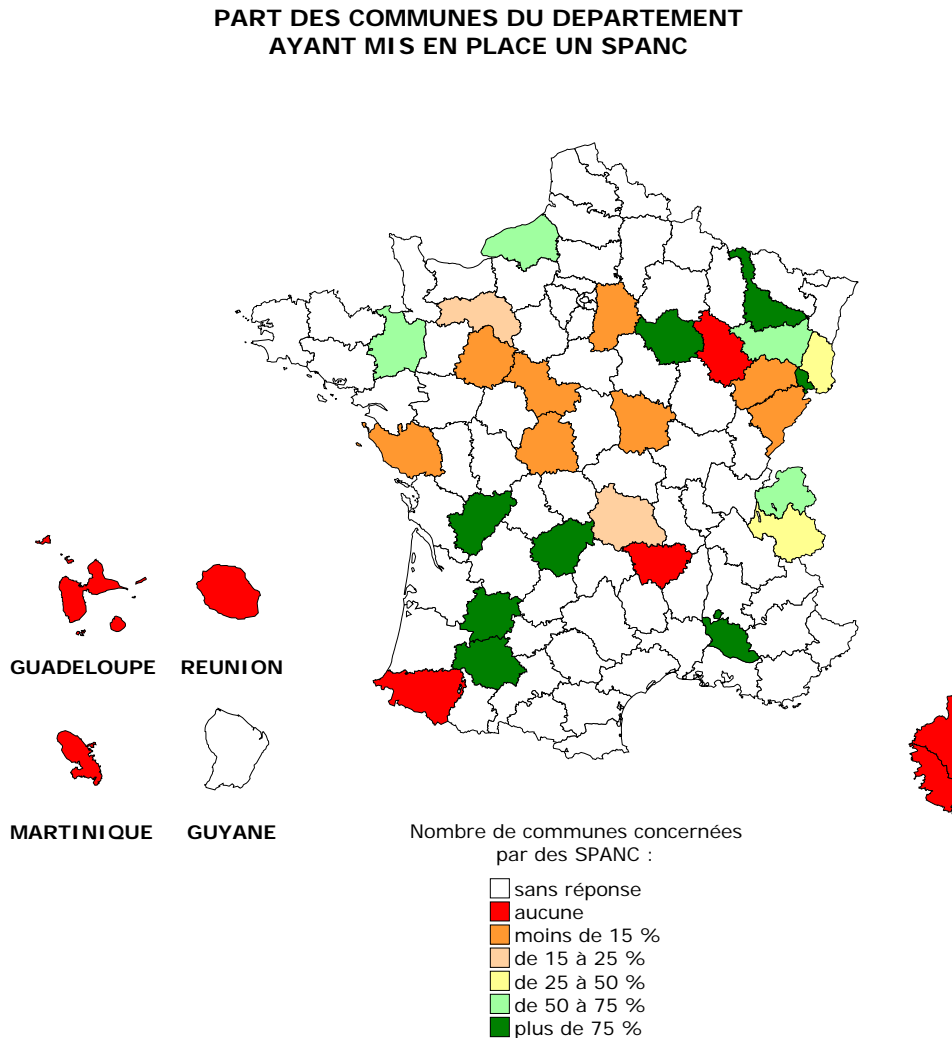 PART DES COMMUNES DU DEPARTEMENT
AYANT MIS EN PLACE UN SPANC
GUADELOUPE
REUNION
MARTINIQUE
GUYANE
Nombre de communes concernées
par des SPANC :
sans réponse
aucune
moins de 15 %
de 15 à 25 %
de 25 à 50 %
de 50 à 75 %
plus de 75 %